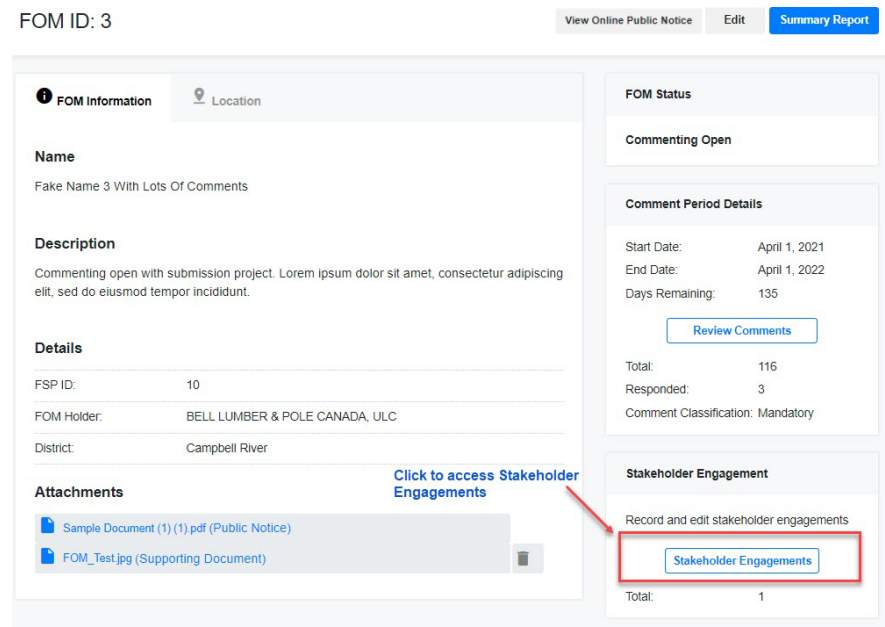 FOM ID: 3
View Online Public Notice
Edit
Summary Report
FOM Information
Location
Name
Fake Name 3 With Lots Of Comments
Description
Commenting open with submission project. Lorem ipsum dolor sit amet, consectetur adipiscing
elit, sed do eiusmod tempor incididunt.
Details
FSP ID: 10
FOM Holder: BELL LUMBER & POLE CANADA, ULC
District: Campbell River
Attachments
Sample Document (1) (1).pdf (Public Notice)
FOM_Test.jpg (Supporting Document)
Click to access Stakeholder
Engagements
FOM Status
Commenting Open
Comment Period Details
Start Date: April 1, 2021
End Date: April 1, 2022
Days Remaining: 135
Review Comments
Total: 116
Responded: 3
Comment Classification: Mandatory
Stakeholder Engagement
Record and edit stakeholder engagements
Stakeholder Engagements
Total: 1